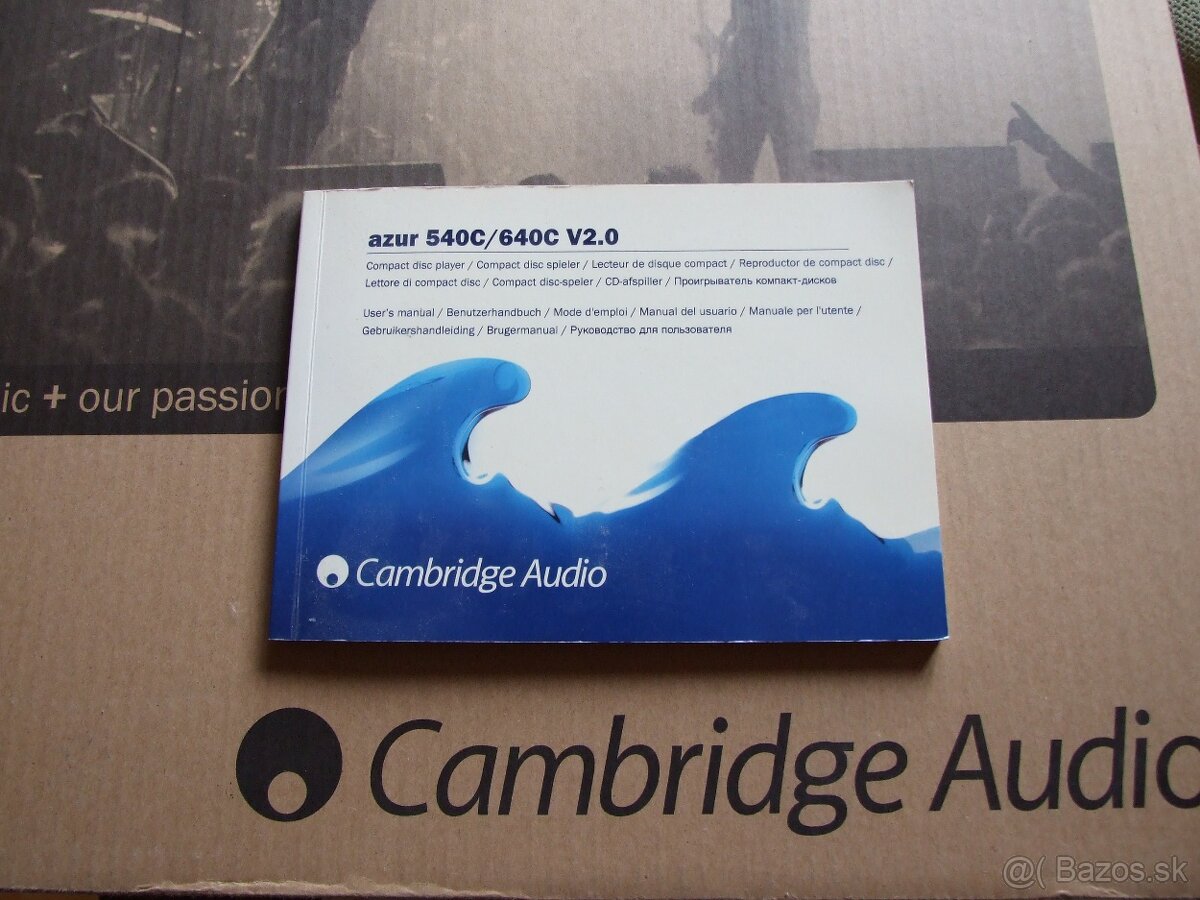 azur 540C/640C V2.0
Compact disc player / Compact disc spieler / Lecteur de disque compact / Reproductor de compact disc /
Lettore di compact disc / Compact disc-speler / CD-afspiller / Проигрыватель компакт-дисков
User's manual / Benutzerhandbuch / Mode d'emploi / Manual del usuario / Manuale per l'utente /
Gebruikershandleiding / Brugermanual / Руководство для пользователя
ic + our passion
Cambridge Audio
Cambridge Audio
@( Bazos.sk